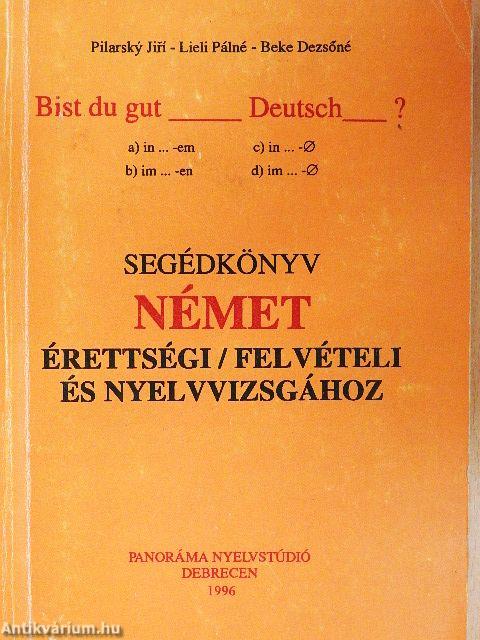 Pilarský Jiří - Lieli Pálné - Beke Dezsőné
Bist du gut _____ Deutsch___ ?
a) in ... -em c) in ... -Ø
b) im ... -en d) im ... -Ø
SEGÉDKÖNYV
NÉMET
ÉRETTSÉGI / FELVÉTELI
ÉS NYELVVIZSGÁHOZ
PANORÁMA NYELVSTÚDIÓ
DEBRECEN
1996
Antikvárium.hu